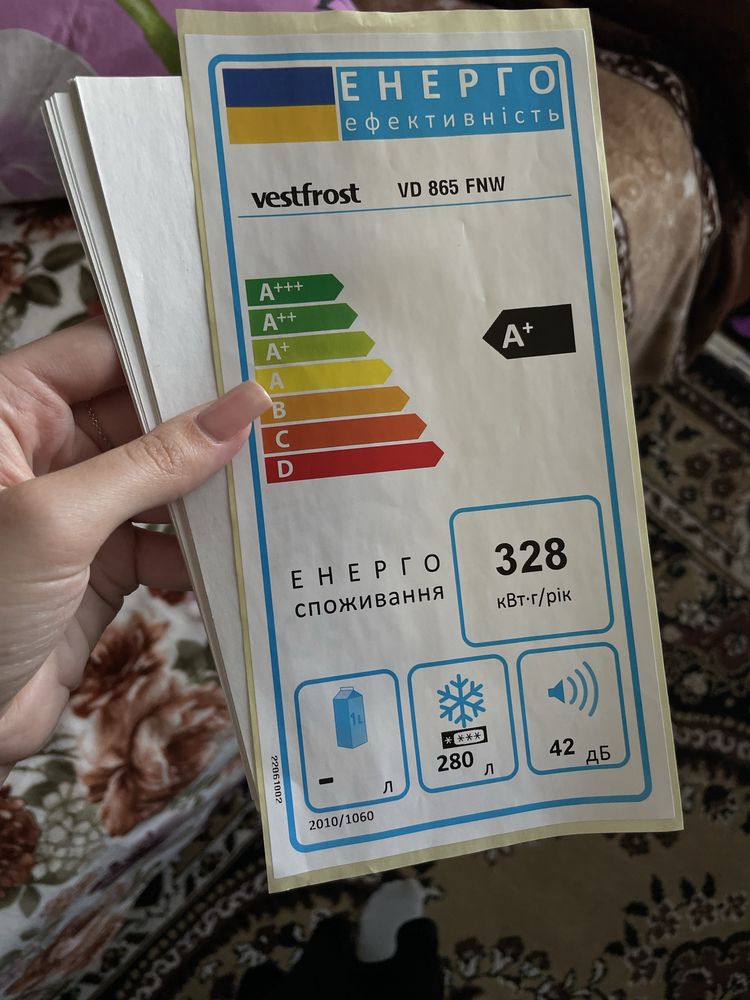 ЕНЕРГО
ефективність
vestfrost VD 865 FNW
A+++
A++
A+
A
B
C
D
A+
ЕНЕРГО
споживання
328
кВт·г/рік
1L
- л
****
280 л
42 дБ
22061002
2010/1060